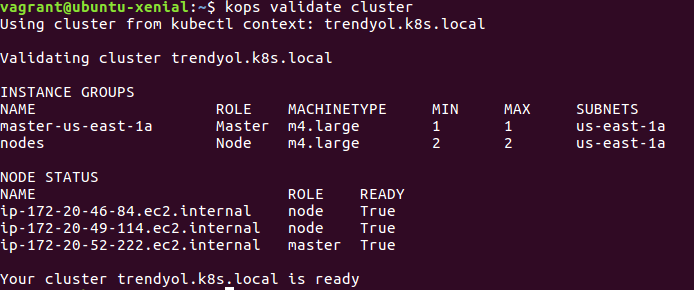 vagrant@ubuntu-xenial:~$ kops validate cluster
Using cluster from kubectl context: trendyol.k8s.local
Validating cluster trendyol.k8s.local
INSTANCE GROUPS
NAME ROLE MACHINETYPE MIN MAX SUBNETS
master-us-east-1a Master m4.large 1 1 us-east-1a
nodes Node m4.large 2 2 us-east-1a
NODE STATUS
NAME ROLE READY
ip-172-20-46-84.ec2.internal node True
ip-172-20-49-114.ec2.internal node True
ip-172-20-52-222.ec2.internal master True
Your cluster trendyol.k8s.local is ready